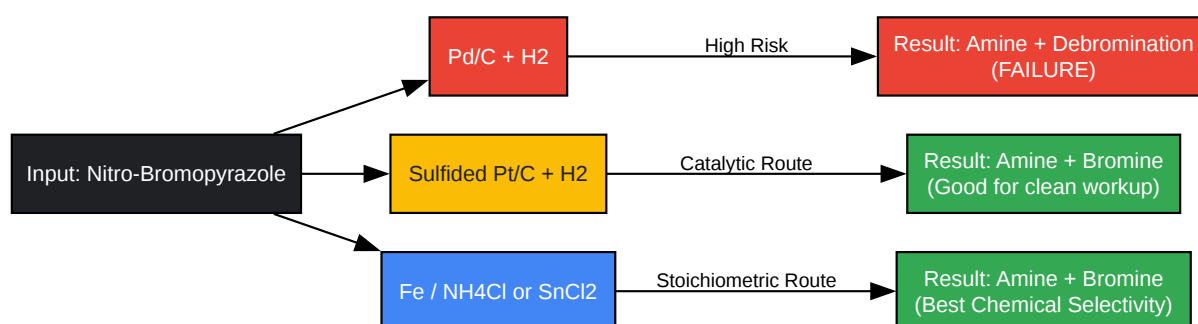 Pd/C + H2
High Risk
Result: Amine + Debromination
(FAILURE)
Input: Nitro-Bromopyrazole
Sulfided Pt/C + H2
Catalytic Route
Result: Amine + Bromine
(Good for clean workup)
Fe / NH4Cl or SnCl2
Stoichiometric Route
Result: Amine + Bromine
(Best Chemical Selectivity)